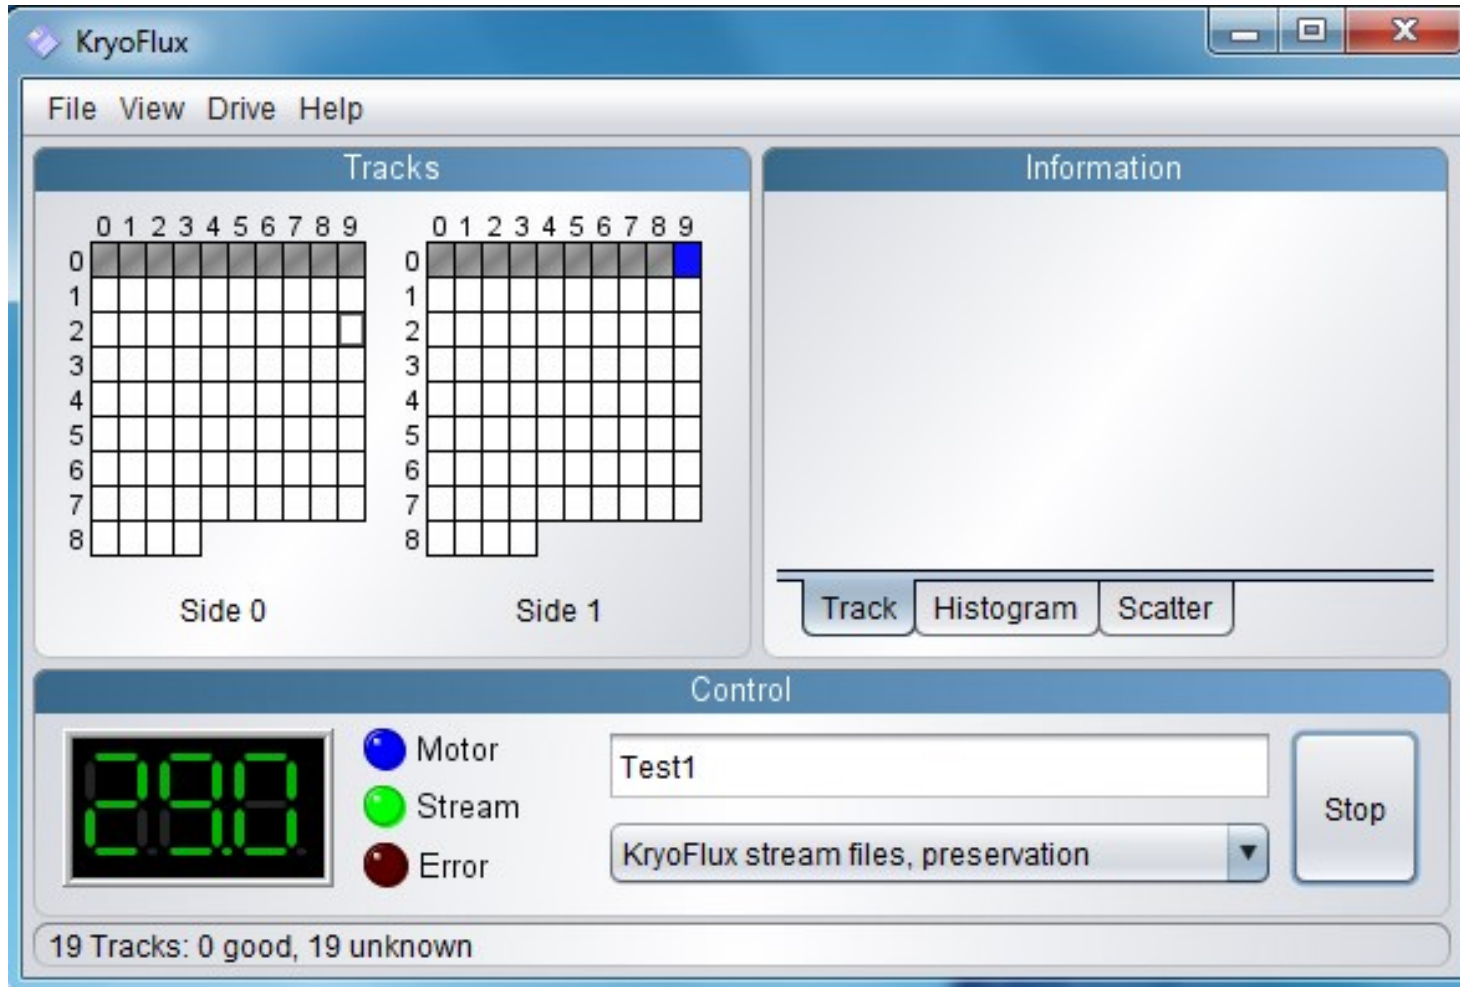 KryoFlux
File View Drive Help
Tracks
0 1 2 3 4 5 6 7 8 9
0
1
2
3
4
5
6
7
8
Side 0
0 1 2 3 4 5 6 7 8 9
0
1
2
3
4
5
6
7
8
Side 1
Information
Track Histogram Scatter
Control
29.0
Motor
Stream
Error
Test1
KryoFlux stream files, preservation
Stop
19 Tracks: 0 good, 19 unknown